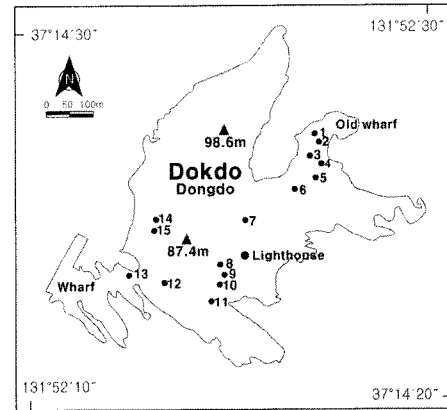 131°52´30˝
37°14´30˝
N
0 50 100m
Old wharf
1
2
98.6m
3
4
Dokdo
Dongdo
5
6
14
7
15
87.4m
Lighthouse
8
13
9
Wharf
12
10
11
131°52´10˝
37°14´20˝